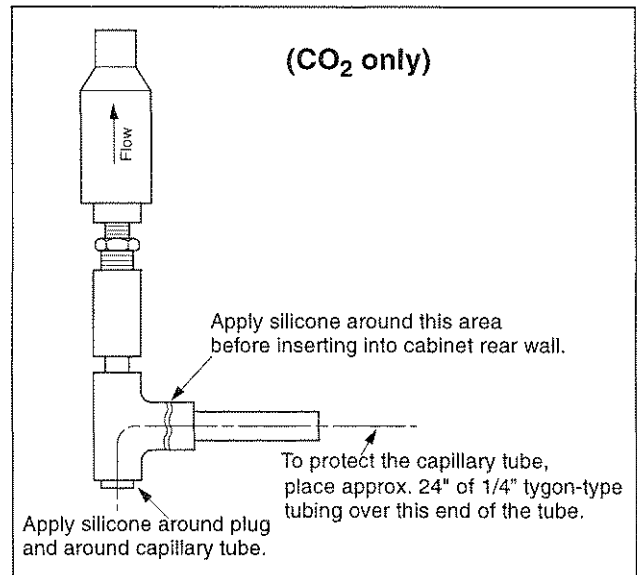 (CO₂ only)
Flow
Apply silicone around this area
before inserting into cabinet rear wall.
To protect the capillary tube,
place approx. 24" of 1/4" tygon-type
tubing over this end of the tube.
Apply silicone around plug
and around capillary tube.